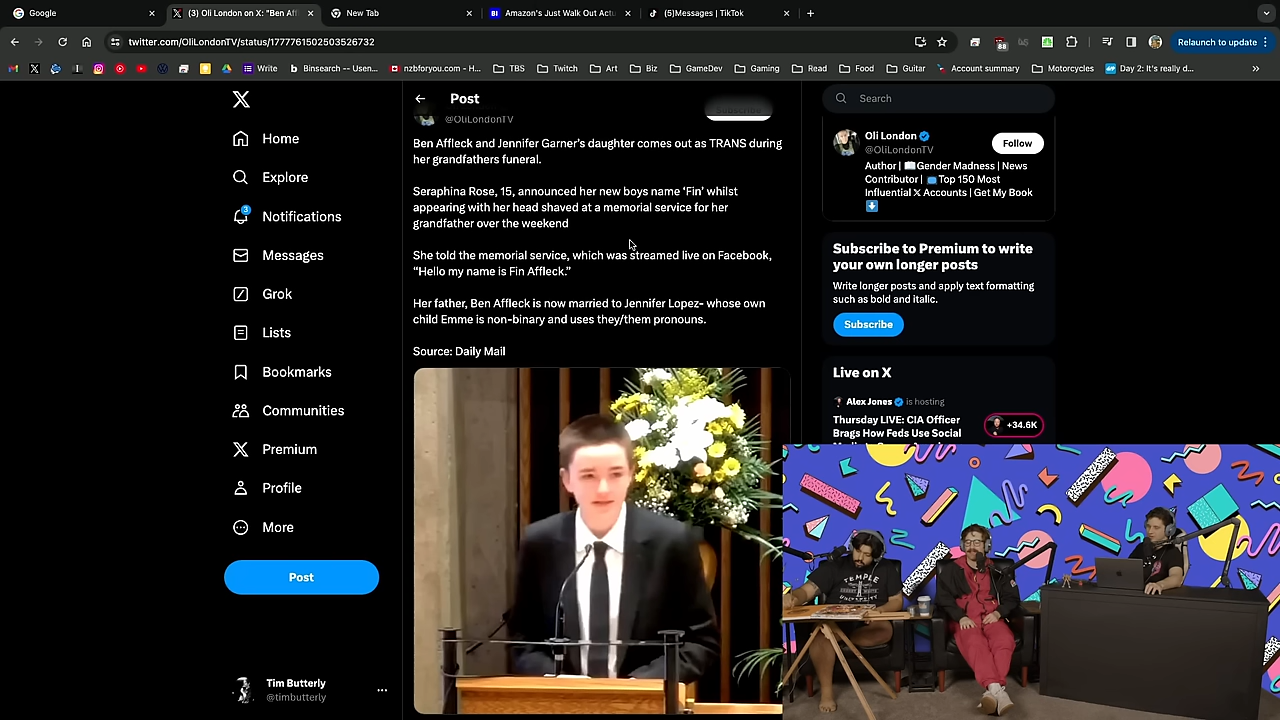 Google
(3) Oli London on X: "Ben Aff
New Tab
Amazon's Just Walk Out Actu
(5)Messages | TikTok
twitter.com/OliLondonTV/status/1777761502503526732
88
Relaunch to update
Write
Binsearch -- Usen...
nzbforyou.com - H...
TBS
Twitch
Art
Biz
GameDev
Gaming
Read
Food
Guitar
Account summary
Motorcycles
Day 2: It's really d...
Home
Explore
3
Notifications
Messages
Grok
Lists
Bookmarks
Communities
Premium
Profile
More
Post
Tim Butterly
@timbutterly
Post
Subscribe
@OliLondonTV
Ben Affleck and Jennifer Garner's daughter comes out as TRANS during
her grandfathers funeral.
Seraphina Rose, 15, announced her new boys name 'Fin' whilst
appearing with her head shaved at a memorial service for her
grandfather over the weekend
She told the memorial service, which was streamed live on Facebook,
"Hello my name is Fin Affleck."
Her father, Ben Affleck is now married to Jennifer Lopez- whose own
child Emme is non-binary and uses they/them pronouns.
Source: Daily Mail
Search
Oli London
@OliLondonTV
Follow
Author | Gender Madness | News
Contributor | Top 150 Most
Influential X Accounts | Get My Book
Subscribe to Premium to write
your own longer posts
Write longer posts and apply text formatting
such as bold and italic.
Subscribe
Live on X
Alex Jones is hosting
Thursday LIVE: CIA Officer
Brags How Feds Use Social
+34.6K
TEMPLE